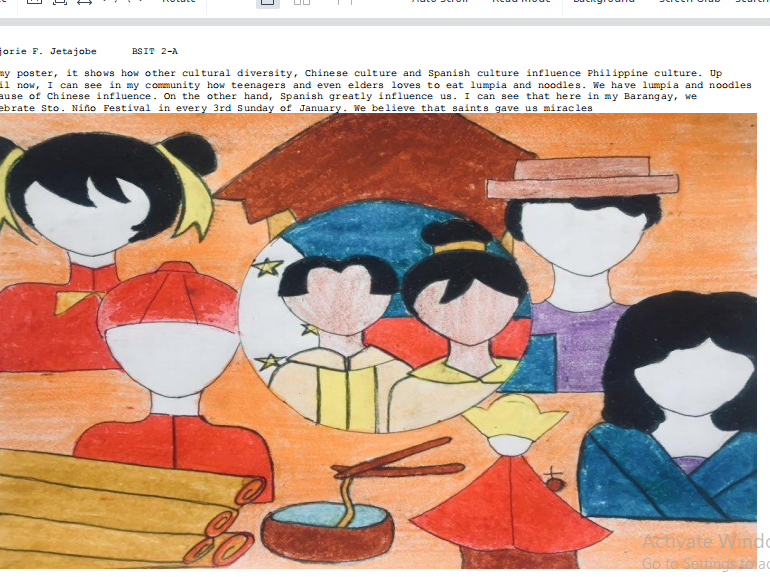 Rotate Auto Scroll Read Mode Background Screen Grab
jorie F. Jetajobe BSIT 2-A
my poster, it shows how other cultural diversity, Chinese culture and Spanish culture influence Philippine culture. Up
il now, I can see in my community how teenagers and even elders loves to eat lumpia and noodles. We have lumpia and noodles
ause of Chinese influence. On the other hand, Spanish greatly influence us. I can see that here in my Barangay, we
ebrate Sto. Niño Festival in every 3rd Sunday of January. We believe that saints gave us miracles
Activate Windo
Go to Settings to ac